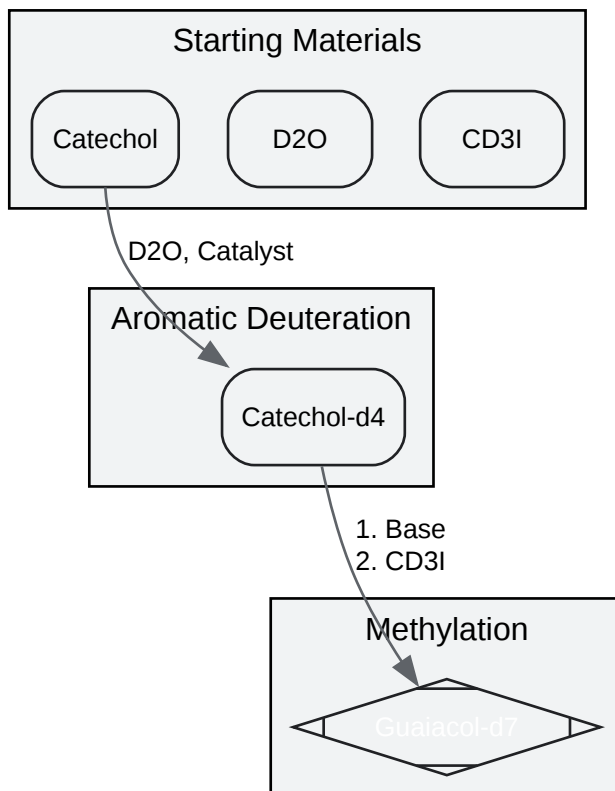 Starting Materials
Catechol
D2O
CD3I
D2O, Catalyst
Aromatic Deuteration
Catechol-d4
1. Base
2. CD3I
Methylation
Guaiacol-d7